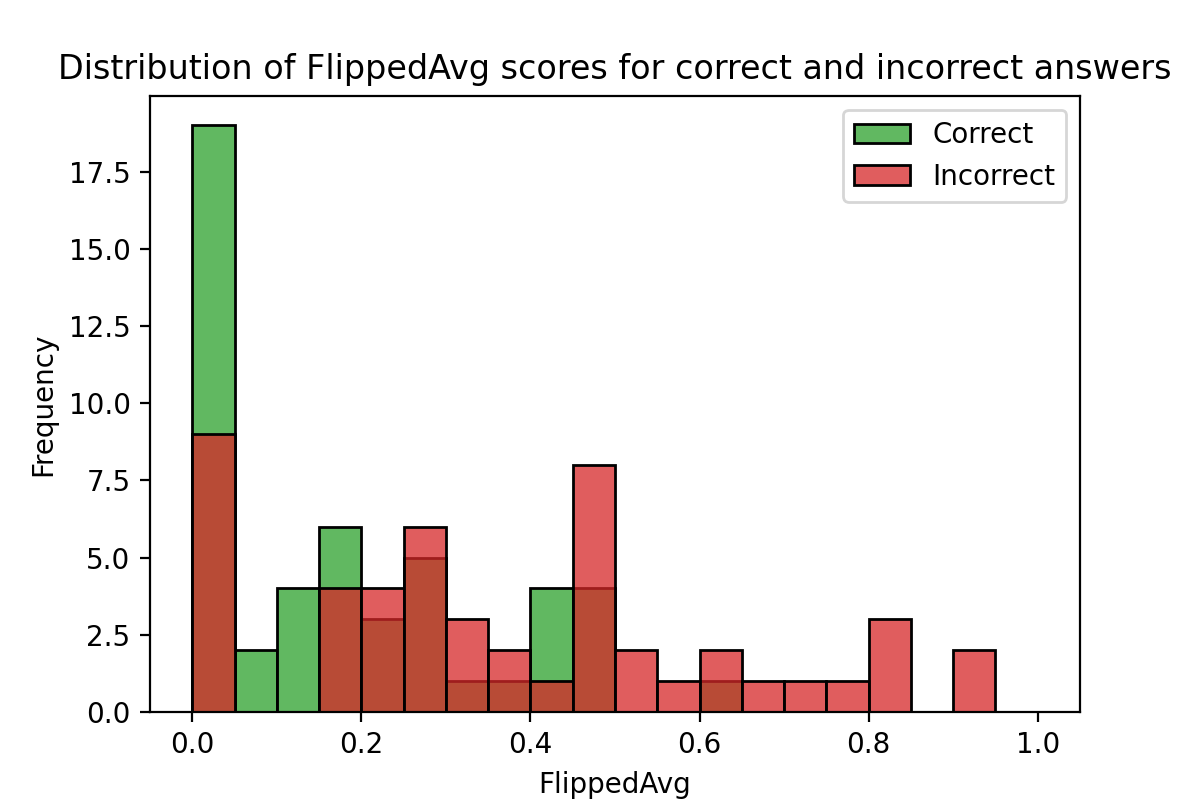 Distribution of FlippedAvg scores for correct and incorrect answers
Correct
Incorrect
17.5
15.0
12.5
10.0
7.5
5.0
2.5
0.0
Frequency
0.0 0.2 0.4 0.6 0.8 1.0
FlippedAvg